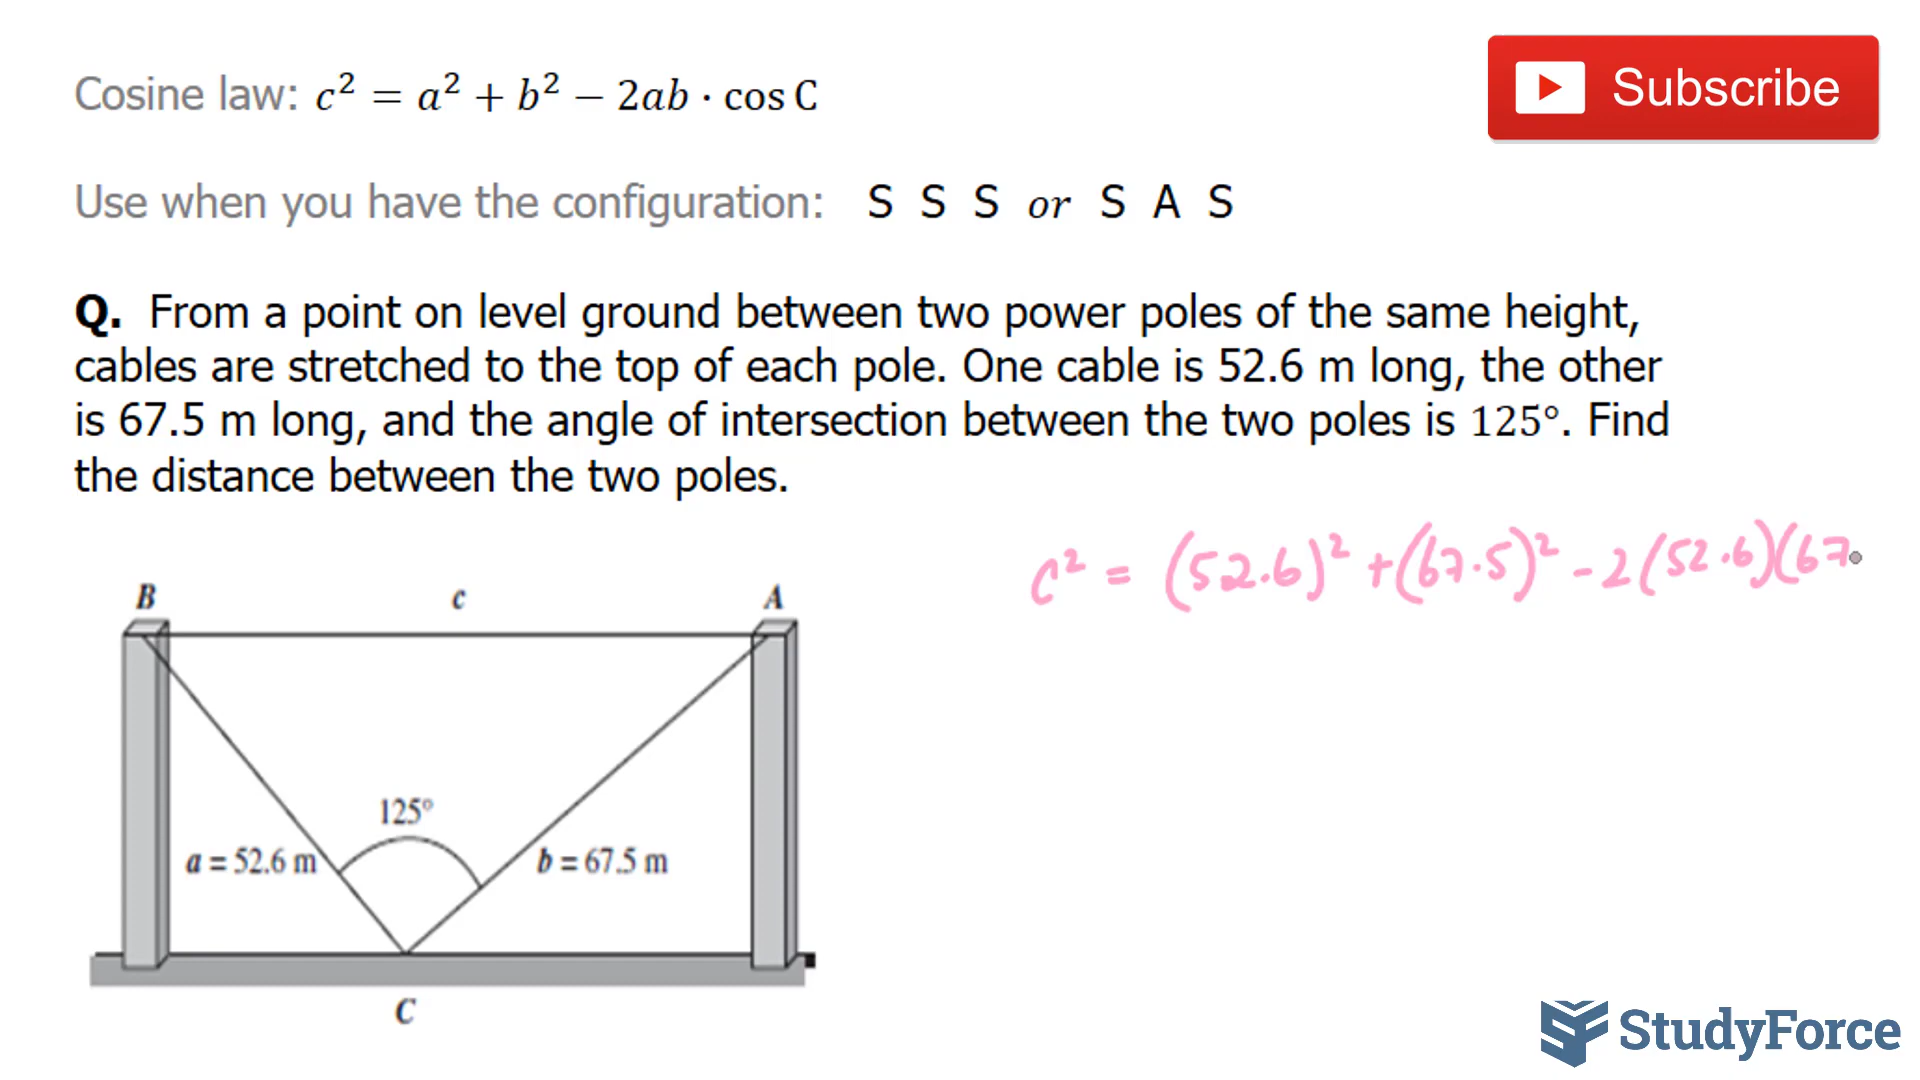 Cosine law: c² = a² + b² − 2ab · cos C
Subscribe
Use when you have the configuration: S S S or S A S
Q. From a point on level ground between two power poles of the same height,
cables are stretched to the top of each pole. One cable is 52.6 m long, the other
is 67.5 m long, and the angle of intersection between the two poles is 125°. Find
the distance between the two poles.
c² = (52.6)² + (67.5)² - 2(52.6)(67.
B c A
125°
a = 52.6 m b = 67.5 m
C
StudyForce